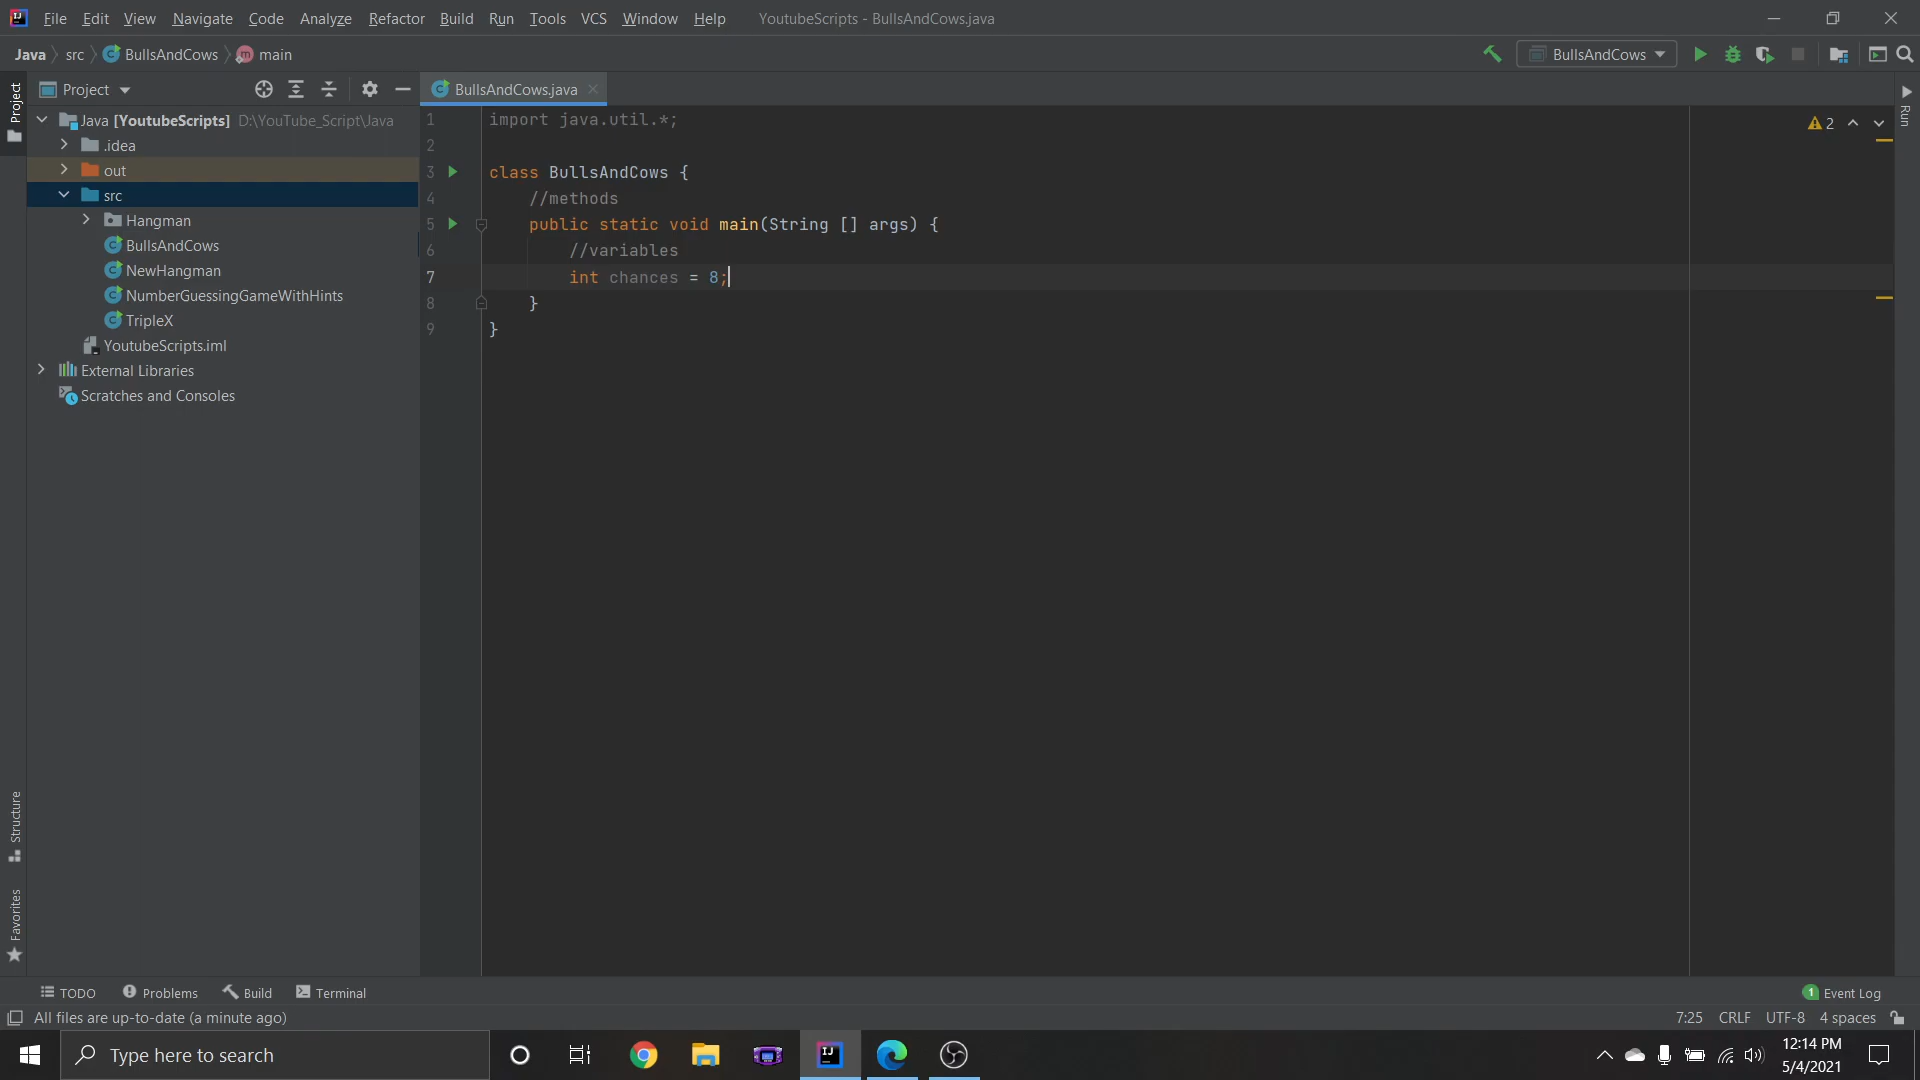 File Edit View Navigate Code Analyze Refactor Build Run Tools VCS Window Help YoutubeScripts - BullsAndCows.java
Java src BullsAndCows main BullsAndCows
Project
Project
BullsAndCows.java
Run
Java [YoutubeScripts] D:\YouTube_Script\Java
.idea
out
src
Hangman
BullsAndCows
NewHangman
NumberGuessingGameWithHints
TripleX
YoutubeScripts.iml
External Libraries
Scratches and Consoles
2
1 import java.util.*;
2
3 class BullsAndCows {
4 //methods
5 public static void main(String [] args) {
6 //variables
7 int chances = 8;
8 }
9 }
Structure
Favorites
TODO Problems Build Terminal 1 Event Log
All files are up-to-date (a minute ago) 7:25 CRLF UTF-8 4 spaces
Type here to search
12:14 PM
5/4/2021